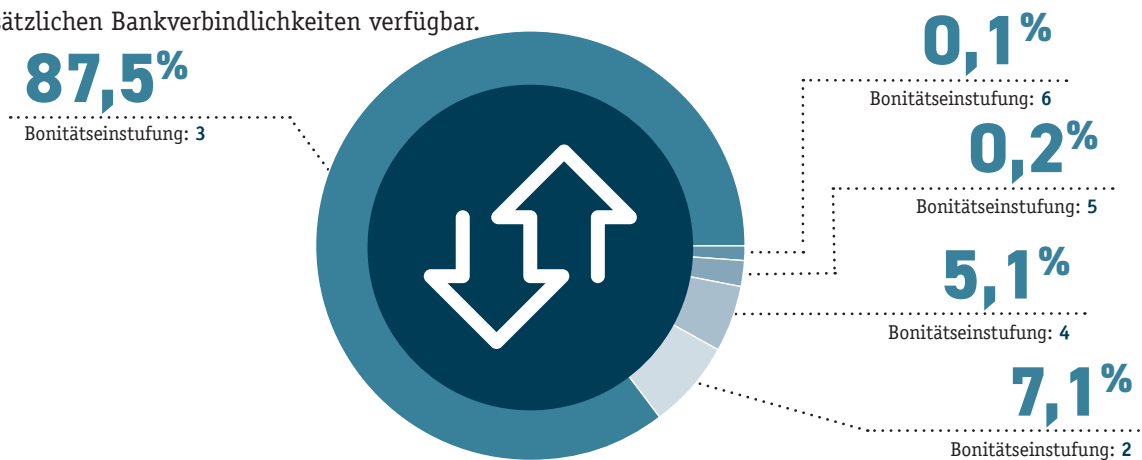 Bankverbindlichkeiten verfügbar.
87,5%
Bonitätseinstufung: 3
0,1%
Bonitätseinstufung: 6
0,2%
Bonitätseinstufung: 5
5,1%
Bonitätseinstufung: 4
7,1%
Bonitätseinstufung: 2